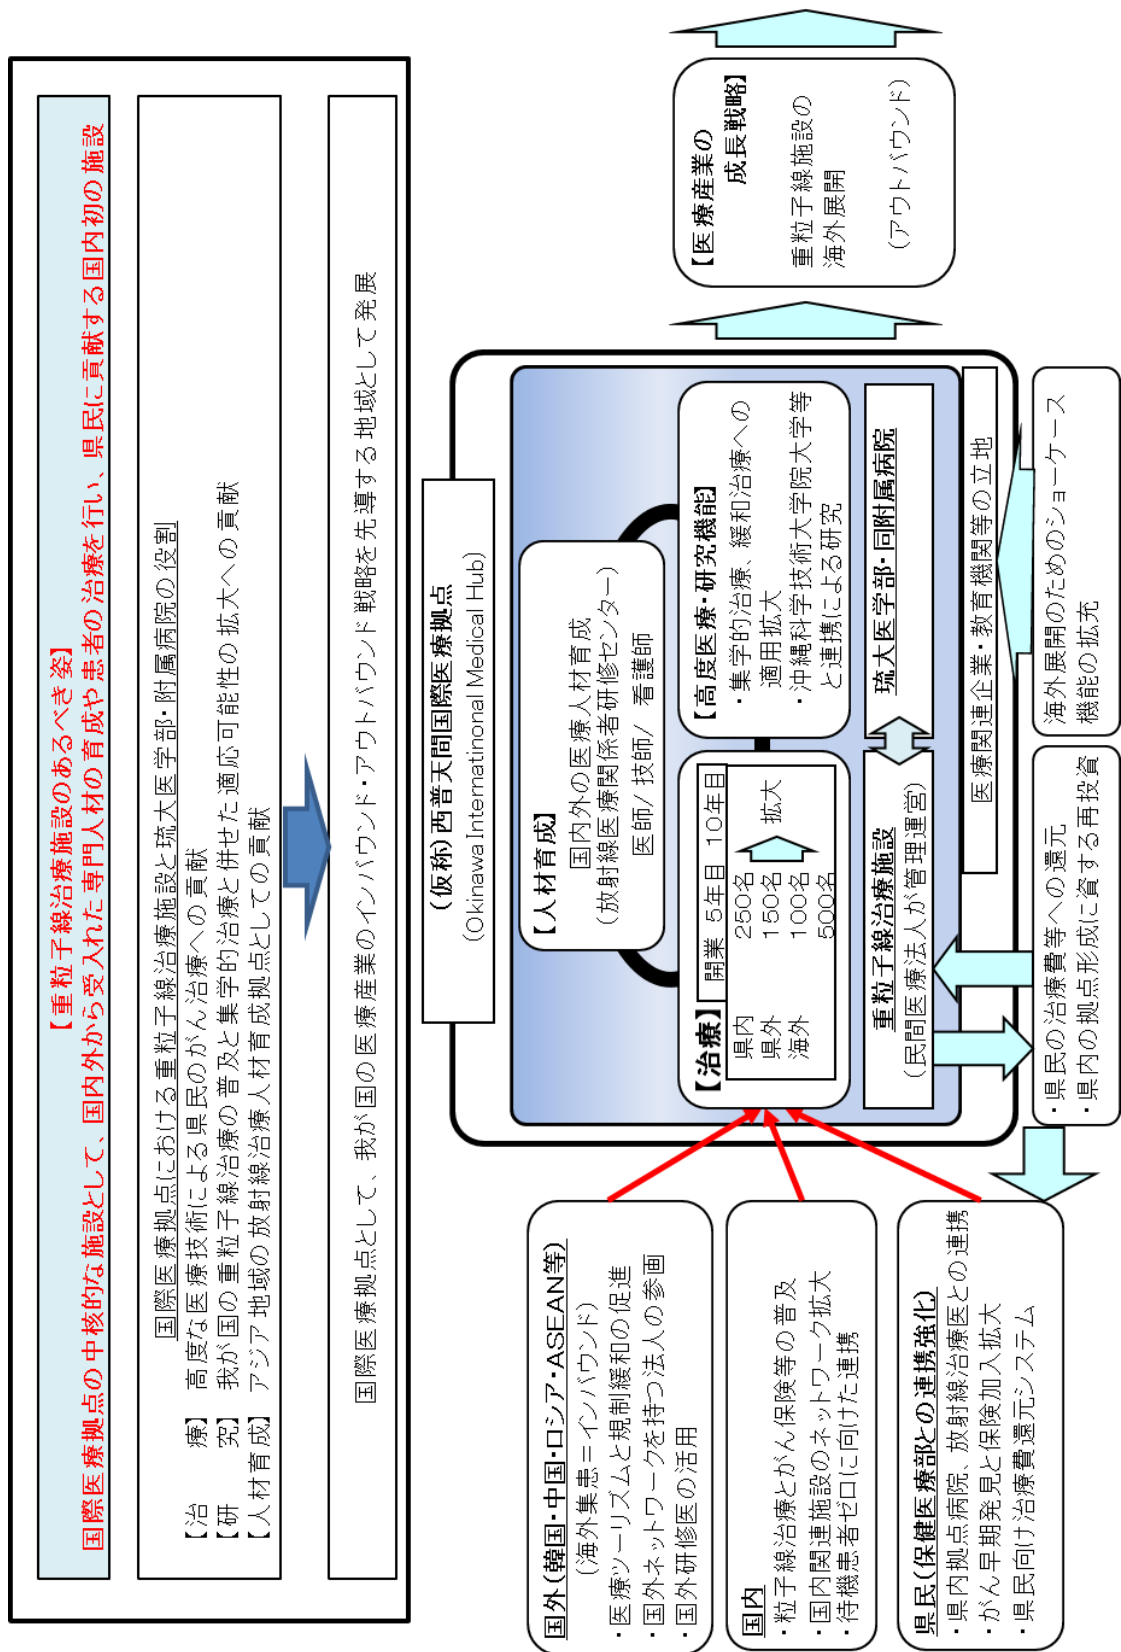 【重粒子線治療施設のあるべき姿】
国際医療拠点の中核的な施設として、国内外から受入れた専門人材の育成や患者の治療を行い、県民に貢献する国内初の施設
国際医療拠点における重粒子線治療施設と琉大医学部・附属病院の役割
【治　　療】　高度な医療技術による県民のがん治療への貢献
【研　　究】　我が国の重粒子線治療の普及と集学的治療と併せた適応可能性の拡大への貢献
【人材育成】　アジア地域の放射線治療人材育成拠点としての貢献
国際医療拠点として、我が国の医療産業のインバウンド・アウトバウンド戦略を先導する地域として発展
国外（韓国・中国・ロシア・ASEAN等）
（海外集患＝インバウンド）
・医療ツーリズムと規制緩和の促進
・国外ネットワークを持つ法人の参画
・国外研修医の活用
国内
・粒子線治療とがん保険等の普及
・国内関連施設のネットワーク拡大
・待機患者ゼロに向けた連携
県民（保健医療部との連携強化）
・県内拠点病院、放射線治療医との連携
・がん早期発見と保険加入拡大
・県民向け治療費還元システム
（仮称）西普天間国際医療拠点
（Okinawa Internatinonal Medical Hub）
【人材育成】
国内外の医療人材育成
（放射線医療関係者研修センター）
医師/ 技師/ 看護師
【治療】
開業　5年目　10年目
県内　250名
県外　150名　拡大
海外　100名
500名
【高度医療・研究機能】
・集学的治療、緩和治療への
適用拡大
・沖縄科学技術大学院大学等
と連携による研究
重粒子線治療施設
（民間医療法人が管理運営）
琉大医学部・同附属病院
医療関連企業・教育機関等の立地
・県民の治療費等への還元
・県内の拠点形成に資する再投資
海外展開のためのショーケース
機能の拡充
【医療産業の
成長戦略】
重粒子線施設の
海外展開
（アウトバウンド）